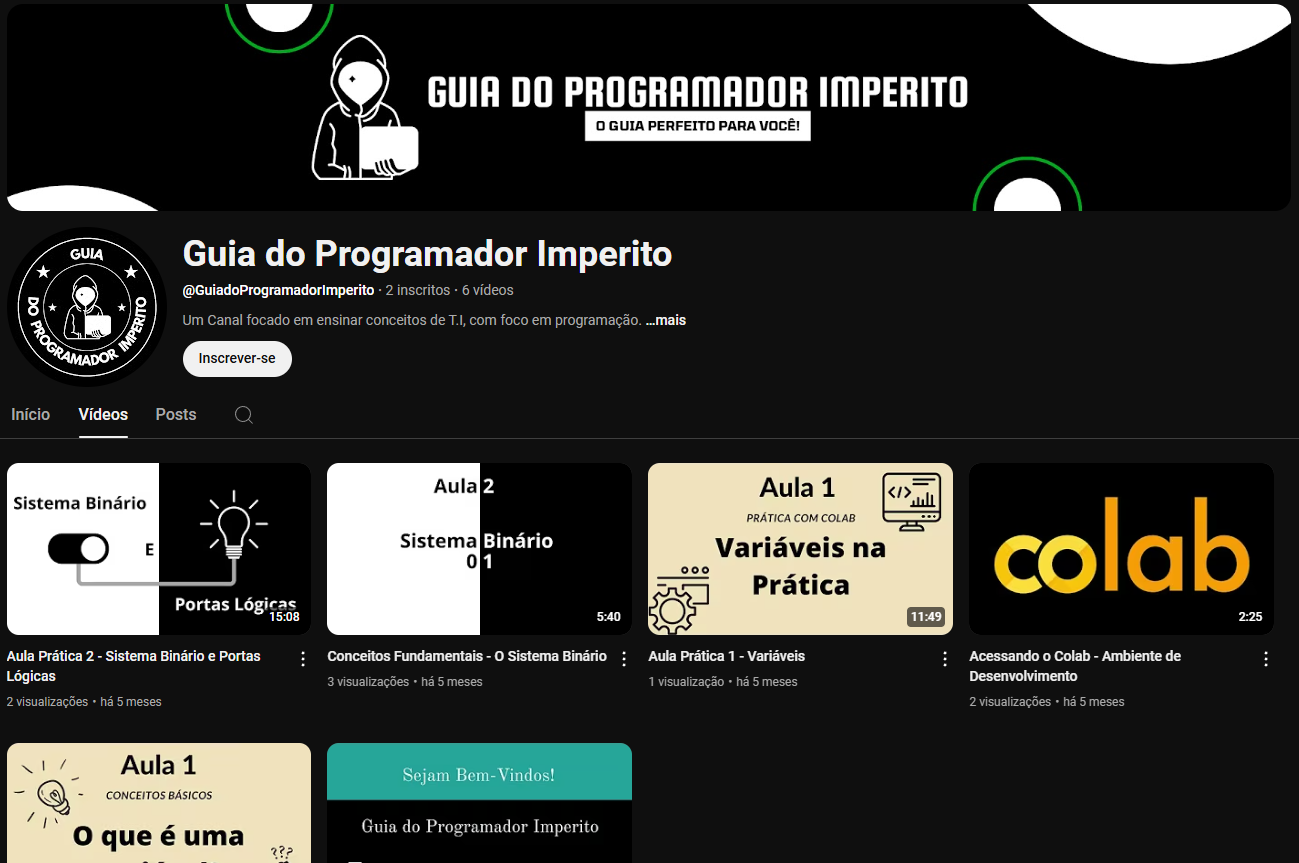 GUIA DO PROGRAMADOR IMPERITO
O GUIA PERFEITO PARA VOCÊ!
GUIA
DO PROGRAMADOR IMPERITO
Guia do Programador Imperito
@GuiadoProgramadorImperito · 2 inscritos · 6 vídeos
Um Canal focado em ensinar conceitos de T.I, com foco em programação. ...mais
Inscrever-se
Início Vídeos Posts
Sistema Binário
E
Portas Lógicas
15:08
Aula Prática 2 - Sistema Binário e Portas
Lógicas
2 visualizações • há 5 meses
Aula 2
Sistema Binário
0 1
5:40
Conceitos Fundamentais - O Sistema Binário
3 visualizações • há 5 meses
Aula 1
PRÁTICA COM COLAB
Variáveis na
Prática
</>
11:49
Aula Prática 1 - Variáveis
1 visualização • há 5 meses
colab
2:25
Acessando o Colab - Ambiente de
Desenvolvimento
2 visualizações • há 5 meses
Aula 1
CONCEITOS BÁSICOS
O que é uma
???
Sejam Bem-Vindos!
Guia do Programador Imperito